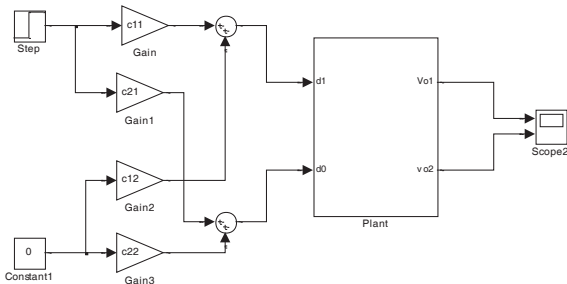 c11
Step
Gain
c21
Gain1
d1
Vo1
c12
Gain2
d0
vo2
Scope2
Plant
0
Constant1
c22
Gain3